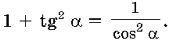 1 + tg² α = 1/cos² α.